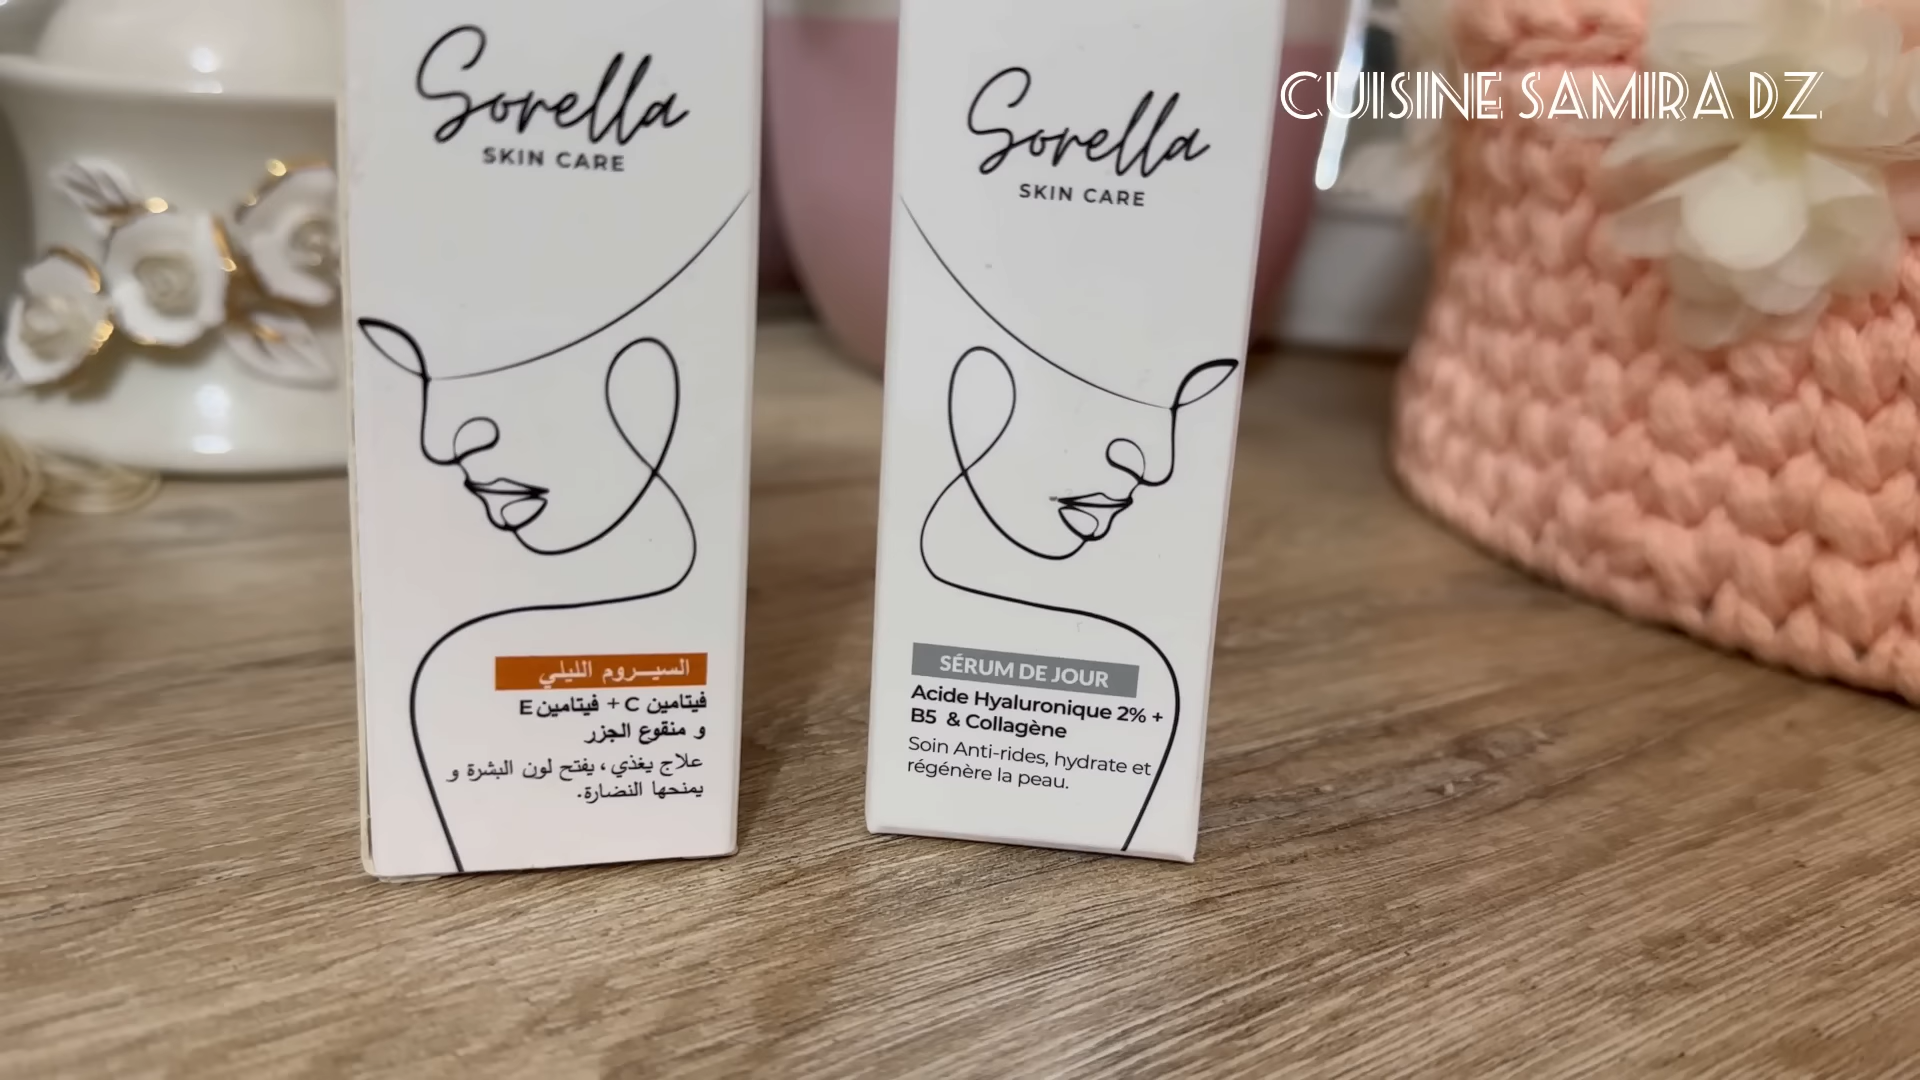 CUISINE SAMIRA DZ
Sorella
SKIN CARE
السيروم الليلي
فيتامين C + فيتامين E
و منقوع الجزر
علاج يغذي، يفتح لون البشرة و
يمنحها النضارة.
Sorella
SKIN CARE
SÉRUM DE JOUR
Acide Hyaluronique 2% +
B5 & Collagène
Soin Anti-rides, hydrate et
régénère la peau.